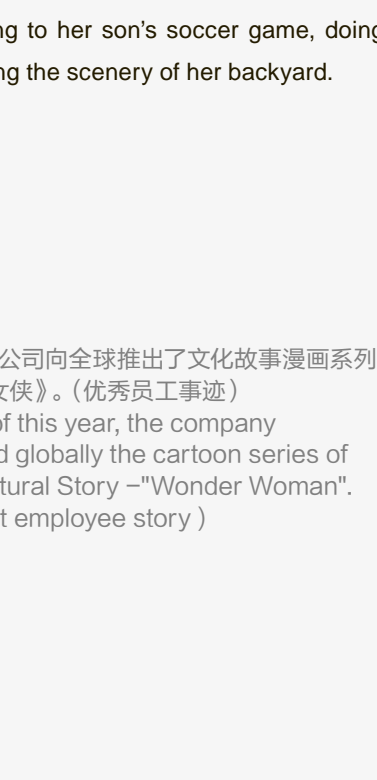 ng to her son's soccer game, doing
ng the scenery of her backyard.
公司向全球推出了文化故事漫画系列
女侠》。（优秀员工事迹）
of this year, the company
d globally the cartoon series of
tural Story –"Wonder Woman".
t employee story )